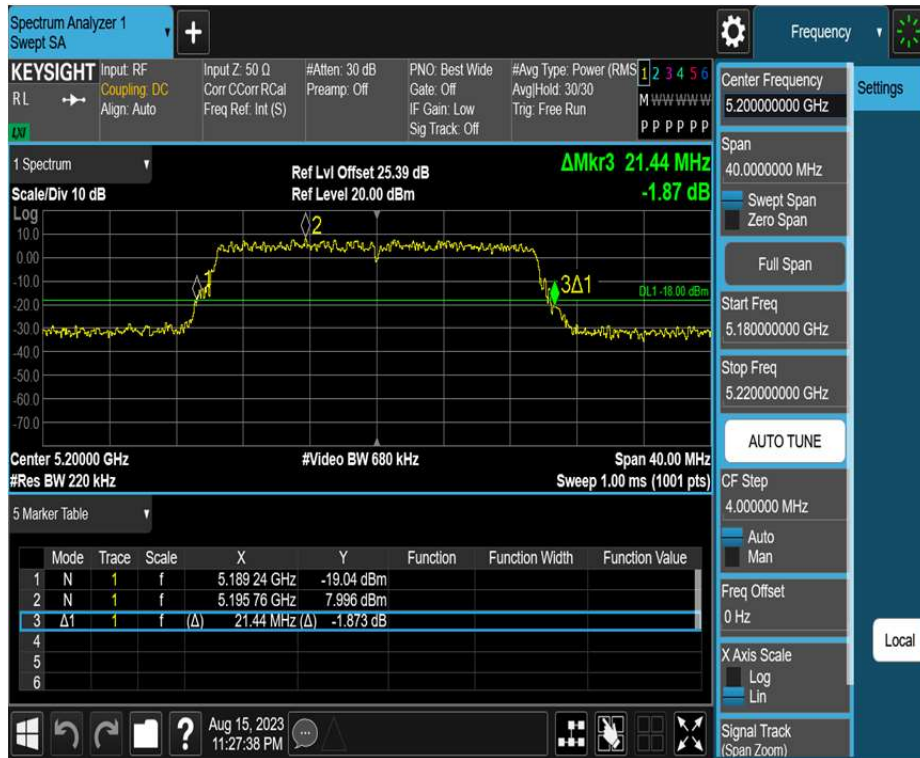 Spectrum Analyzer 1
Swept SA
+
Frequency
KEYSIGHT
RL
LXI
Input: RF
Coupling: DC
Align: Auto
Input Z: 50 Ω
Corr CCorr RCal
Freq Ref: Int (S)
#Atten: 30 dB
Preamp: Off
PNO: Best Wide
Gate: Off
IF Gain: Low
Sig Track: Off
#Avg Type: Power (RMS
Avg|Hold: 30/30
Trig: Free Run
1 2 3 4 5 6
M W W W W W
P P P P P P
1 Spectrum
Scale/Div 10 dB
Ref Lvl Offset 25.39 dB
Ref Level 20.00 dBm
ΔMkr3 21.44 MHz
-1.87 dB
Log
10.0
0.00
-10.0
-20.0
-30.0
-40.0
-50.0
-60.0
-70.0
1
2
3Δ1
DL1 -18.00 dBm
Center 5.20000 GHz
#Res BW 220 kHz
#Video BW 680 kHz
Span 40.00 MHz
Sweep 1.00 ms (1001 pts)
5 Marker Table
Mode Trace Scale X Y Function Function Width Function Value
1 N 1 f 5.189 24 GHz -19.04 dBm
2 N 1 f 5.195 76 GHz 7.996 dBm
3 Δ1 1 f (Δ) 21.44 MHz (Δ) -1.873 dB
4
5
6
?
Aug 15, 2023
11:27:38 PM
Center Frequency
5.200000000 GHz
Span
40.0000000 MHz
Swept Span
Zero Span
Full Span
Start Freq
5.180000000 GHz
Stop Freq
5.220000000 GHz
AUTO TUNE
CF Step
4.000000 MHz
Auto
Man
Freq Offset
0 Hz
X Axis Scale
Log
Lin
Signal Track
(Span Zoom)
Settings
Local